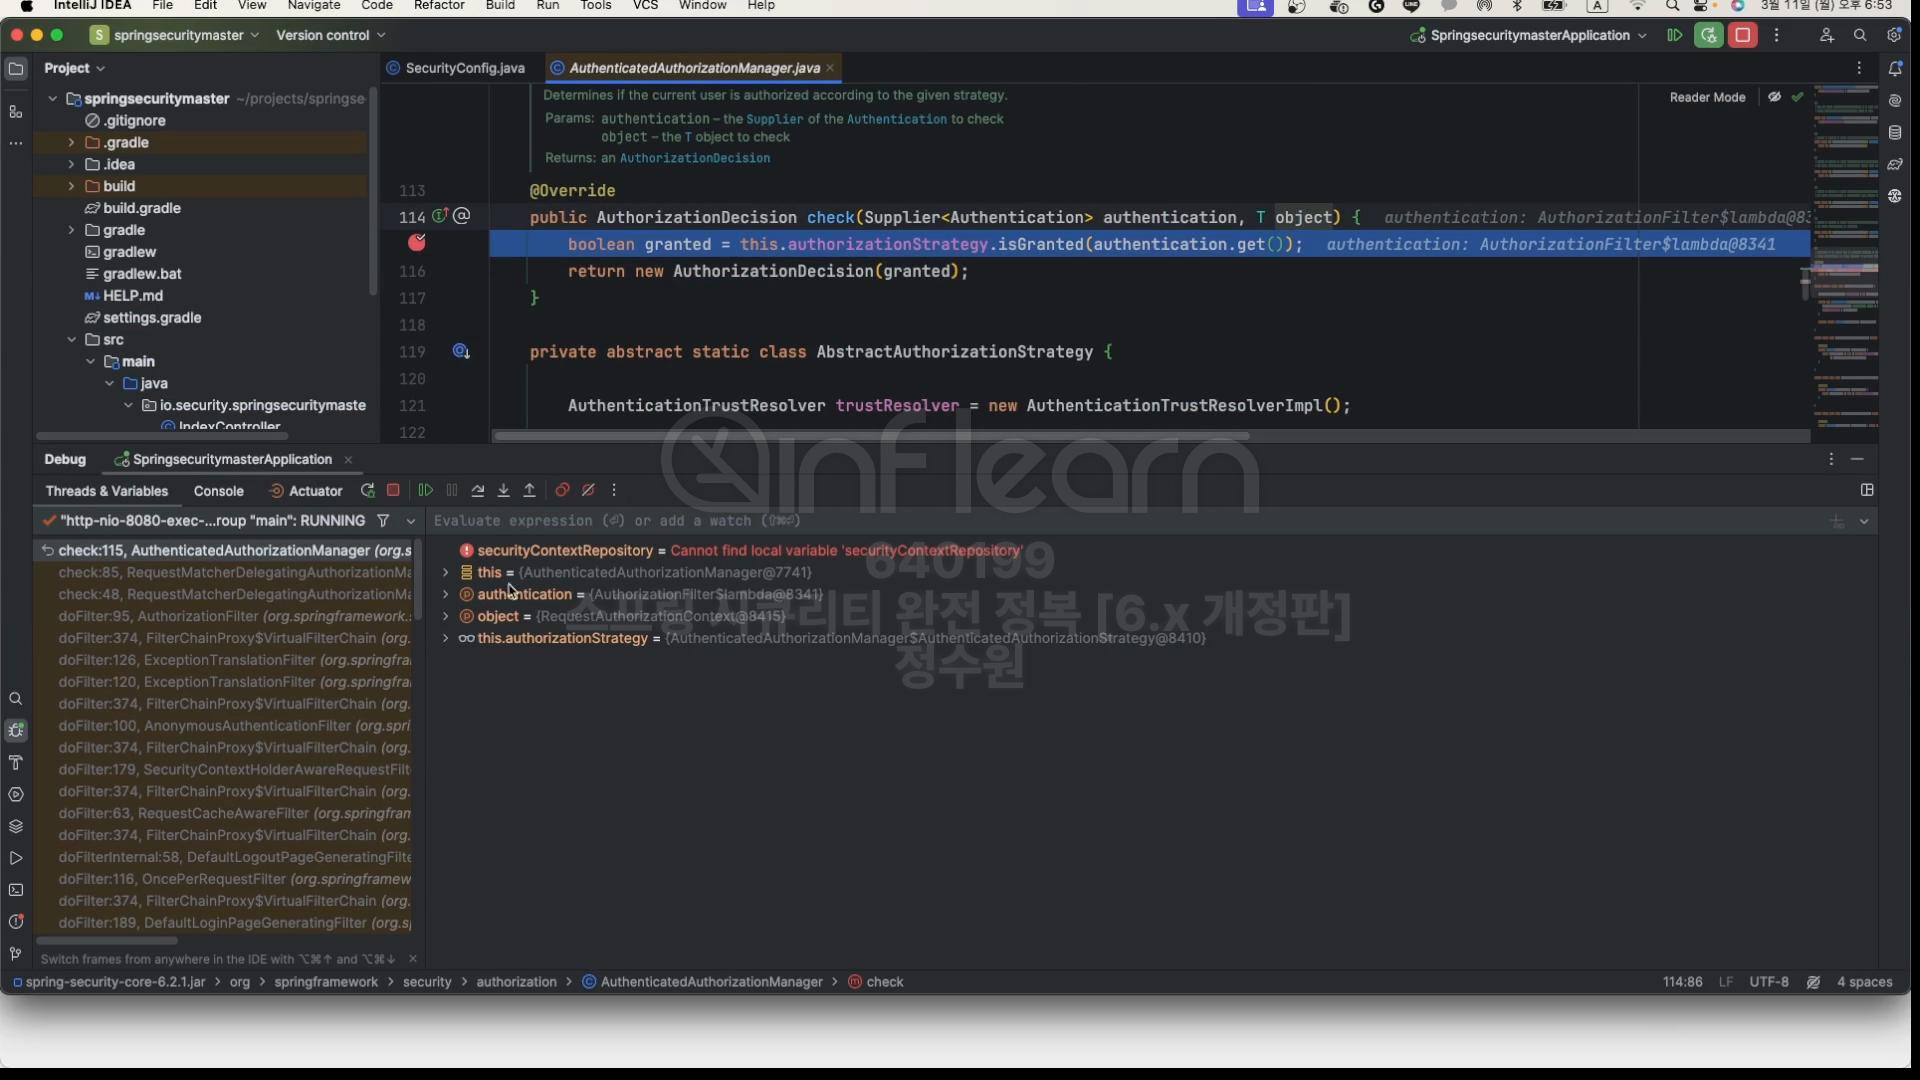 IntelliJ IDEA File Edit View Navigate Code Refactor Build Run Tools VCS Window Help A 3월 11일 (월) 오후 6:53
S springsecuritymaster Version control SpringsecuritymasterApplication
Project
springsecuritymaster ~/projects/springse
.gitignore
.gradle
.idea
build
build.gradle
gradle
gradlew
gradlew.bat
M↓ HELP.md
settings.gradle
src
main
java
io.security.springsecuritymaste
IndexController
SecurityConfig.java AuthenticatedAuthorizationManager.java
Determines if the current user is authorized according to the given strategy.
Params: authentication – the Supplier of the Authentication to check
object – the T object to check
Returns: an AuthorizationDecision
Reader Mode
113 @Override
114 public AuthorizationDecision check(Supplier<Authentication> authentication, T object) { authentication: AuthorizationFilter$lambda@83
boolean granted = this.authorizationStrategy.isGranted(authentication.get()); authentication: AuthorizationFilter$lambda@8341
116 return new AuthorizationDecision(granted);
117 }
118
119 private abstract static class AbstractAuthorizationStrategy {
120
121 AuthenticationTrustResolver trustResolver = new AuthenticationTrustResolverImpl();
122
Debug SpringsecuritymasterApplication
Threads & Variables Console Actuator
"http-nio-8080-exec-...roup "main": RUNNING
check:115, AuthenticatedAuthorizationManager (org.s
check:85, RequestMatcherDelegatingAuthorizationMa
check:48, RequestMatcherDelegatingAuthorizationMa
doFilter:95, AuthorizationFilter (org.springframework.
doFilter:374, FilterChainProxy$VirtualFilterChain (org.
doFilter:126, ExceptionTranslationFilter (org.springfra
doFilter:120, ExceptionTranslationFilter (org.springfra
doFilter:374, FilterChainProxy$VirtualFilterChain (org.
doFilter:100, AnonymousAuthenticationFilter (org.spri
doFilter:374, FilterChainProxy$VirtualFilterChain (org.
doFilter:179, SecurityContextHolderAwareRequestFilt
doFilter:374, FilterChainProxy$VirtualFilterChain (org.
doFilter:63, RequestCacheAwareFilter (org.springfram
doFilter:374, FilterChainProxy$VirtualFilterChain (org.
doFilterInternal:58, DefaultLogoutPageGeneratingFilte
doFilter:116, OncePerRequestFilter (org.springframew
doFilter:374, FilterChainProxy$VirtualFilterChain (org.
doFilter:189, DefaultLoginPageGeneratingFilter (org.s
Switch frames from anywhere in the IDE with ⌥⌘↑ and ⌥⌘↓
Evaluate expression (⏎) or add a watch (⇧⌘⏎)
securityContextRepository = Cannot find local variable 'securityContextRepository'
this = {AuthenticatedAuthorizationManager@7741}
authentication = {AuthorizationFilter$lambda@8341}
object = {RequestAuthorizationContext@8415}
this.authorizationStrategy = {AuthenticatedAuthorizationManager$AuthenticatedAuthorizationStrategy@8410}
inflearn
640199
스프링 시큐리티 완전 정복 [6.x 개정판]
정수원
spring-security-core-6.2.1.jar > org > springframework > security > authorization > AuthenticatedAuthorizationManager > check 114:86 LF UTF-8 4 spaces